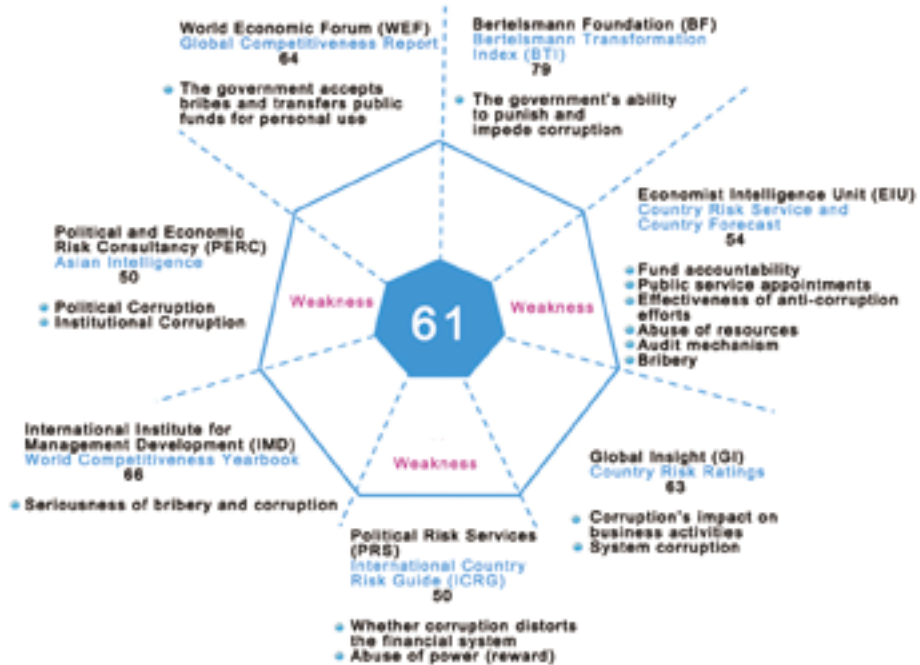 World Economic Forum (WEF)
Global Competitiveness Report
64
The government accepts
bribes and transfers public
funds for personal use
Bertelsmann Foundation (BF)
Bertelsmann Transformation
Index (BTI)
79
The government's ability
to punish and
impede corruption
Economist Intelligence Unit (EIU)
Country Risk Service and
Country Forecast
54
Fund accountability
Public service appointments
Effectiveness of anti-corruption
efforts
Abuse of resources
Audit mechanism
Bribery
Political and Economic
Risk Consultancy (PERC)
Asian Intelligence
50
Political Corruption
Institutional Corruption
Weakness
61
Weakness
Weakness
International Institute for
Management Development (IMD)
World Competitiveness Yearbook
66
Seriousness of bribery and corruption
Global Insight (GI)
Country Risk Ratings
63
Corruption's impact on
business activities
System corruption
Political Risk Services
(PRS)
International Country
Risk Guide (ICRG)
50
Whether corruption distorts
the financial system
Abuse of power (reward)